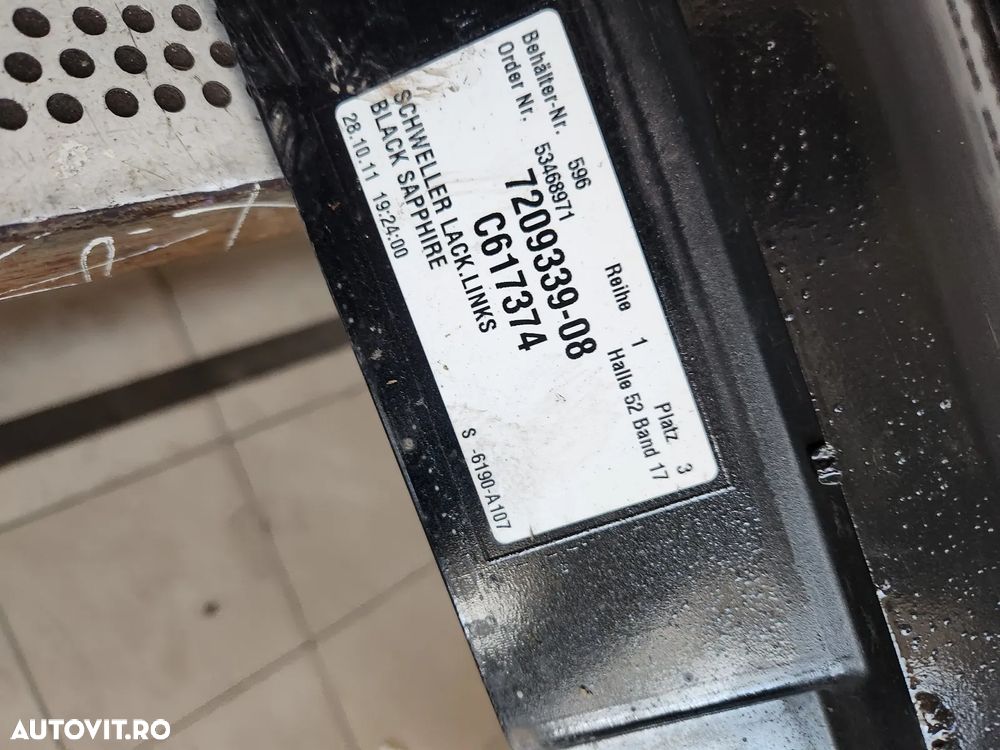 Behälter-Nr. 596 Reihe 1 Platz 3
Order Nr. 53468971 Halle 52 Band 17
7209339-08
C617374
SCHWELLER LACK.LINKS
BLACK SAPPHIRE
28.10.11 19:24:00 S -6190-A107
AUTOVIT.RO